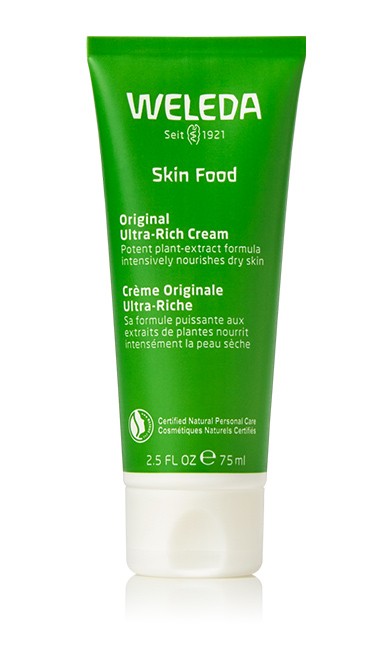 WELEDA
Seit 1921
Skin Food
Original
Ultra-Rich Cream
Potent plant-extract formula
intensively nourishes dry skin
Crème Originale
Ultra-Riche
Sa formule puissante aux
extraits de plantes nourrit
intensément la peau sèche
Certified Natural Personal Care
Cosmétiques Naturels Certifiés
2.5 FL OZ ℮ 75 ml